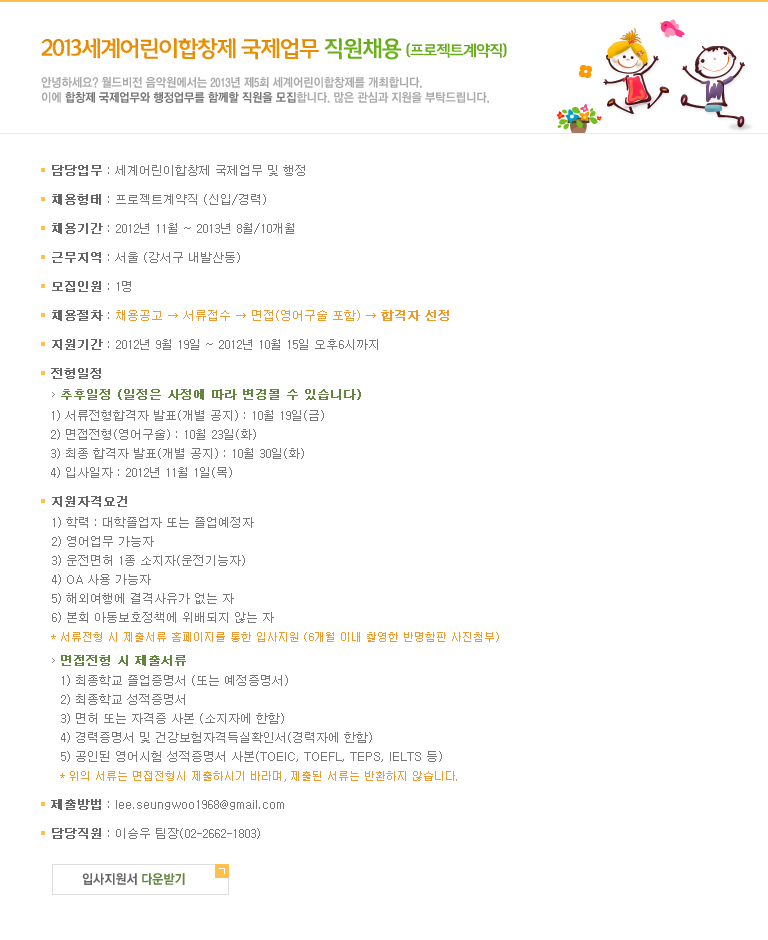 2013세계어린이합창제 국제업무 직원채용 (프로젝트계약직)
안녕하세요? 월드비전 음악원에서는 2013년 제5회 세계어린이합창제를 개최합니다.
이에 합창제 국제업무와 행정업무를 함께할 직원을 모집합니다. 많은 관심과 지원을 부탁드립니다.
담당업무 : 세계어린이합창제 국제업무 및 행정
채용형태 : 프로젝트계약직 (신입/경력)
채용기간 : 2012년 11월 ~ 2013년 8월/10개월
근무지역 : 서울 (강서구 내발산동)
모집인원 : 1명
채용절차 : 채용공고 → 서류접수 → 면접(영어구술 포함) → 합격자 선정
지원기간 : 2012년 9월 19일 ~ 2012년 10월 15일 오후6시까지
전형일정
> 추후일정 (일정은 사정에 따라 변경될 수 있습니다)
1) 서류전형합격자 발표(개별 공지) : 10월 19일(금)
2) 면접전형(영어구술) : 10월 23일(화)
3) 최종 합격자 발표(개별 공지) : 10월 30일(화)
4) 입사일자 : 2012년 11월 1일(목)
지원자격요건
1) 학력 : 대학졸업자 또는 졸업예정자
2) 영어업무 가능자
3) 운전면허 1종 소지자(운전기능자)
4) OA 사용 가능자
5) 해외여행에 결격사유가 없는 자
6) 본회 아동보호정책에 위배되지 않는 자
* 서류전형 시 제출서류 홈페이지를 통한 입사지원 (6개월 이내 촬영한 반명함판 사진첨부)
> 면접전형 시 제출서류
1) 최종학교 졸업증명서 (또는 예정증명서)
2) 최종학교 성적증명서
3) 면허 또는 자격증 사본 (소지자에 한함)
4) 경력증명서 및 건강보험자격득실확인서(경력자에 한함)
5) 공인된 영어시험 성적증명서 사본(TOEIC, TOEFL, TEPS, IELTS 등)
* 위의 서류는 면접전형시 제출하시기 바라며, 제출된 서류는 반환하지 않습니다.
제출방법 : lee.seungwoo1968@gmail.com
담당직원 : 이승우 팀장(02-2662-1803)
입사지원서 다운받기